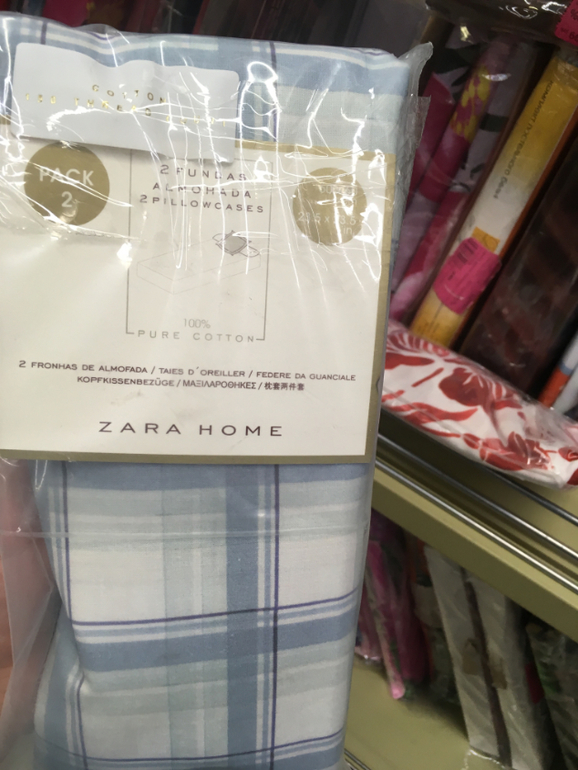 COTTON
PACK
2
2 FUNDAS
ALMOHADA
2 PILLOWCASES
100%
PURE COTTON
2 FRONHAS DE ALMOFADA / TAIES D´OREILLER / FEDERE DA GUANCIALE
KOPFKISSENBEZÜGE / ΜΑΞΙΛΑΡΟΘΗΚΕΣ / 枕套两件套
ZARA HOME